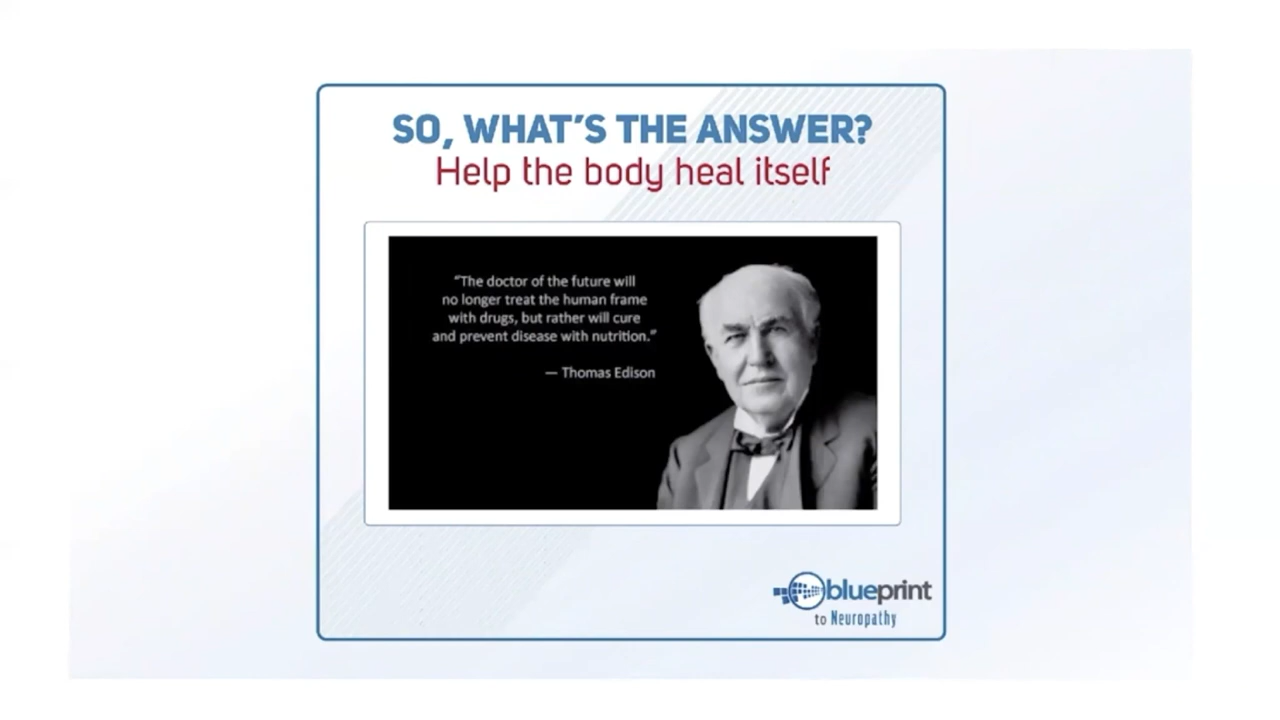 SO, WHAT'S THE ANSWER?
Help the body heal itself
“The doctor of the future will
no longer treat the human frame
with drugs, but rather will cure
and prevent disease with nutrition.”
— Thomas Edison
blueprint
to Neuropathy